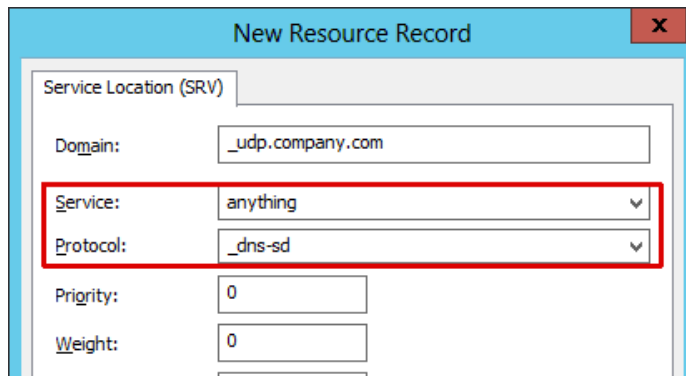 New Resource Record
x
Service Location (SRV)
Domain: _udp.company.com
Service: anything
Protocol: _dns-sd
Priority: 0
Weight: 0